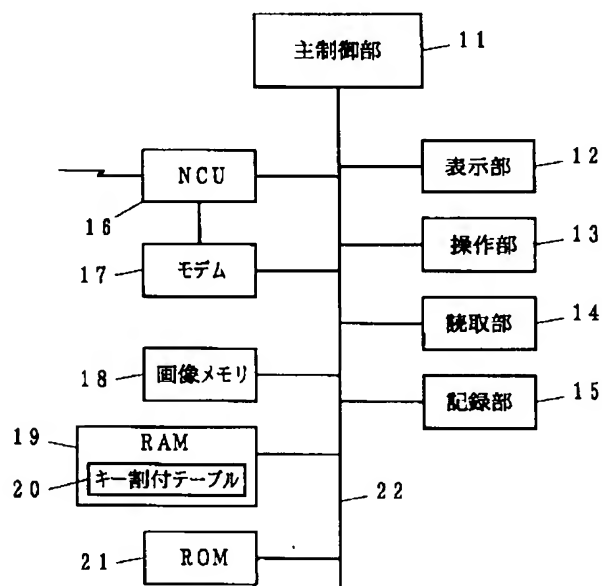 主制御部
11
NCU
16
表示部
12
操作部
13
モデム
17
読取部
14
画像メモリ
18
記録部
15
19
RAM
20
キー割付テーブル
22
21
ROM